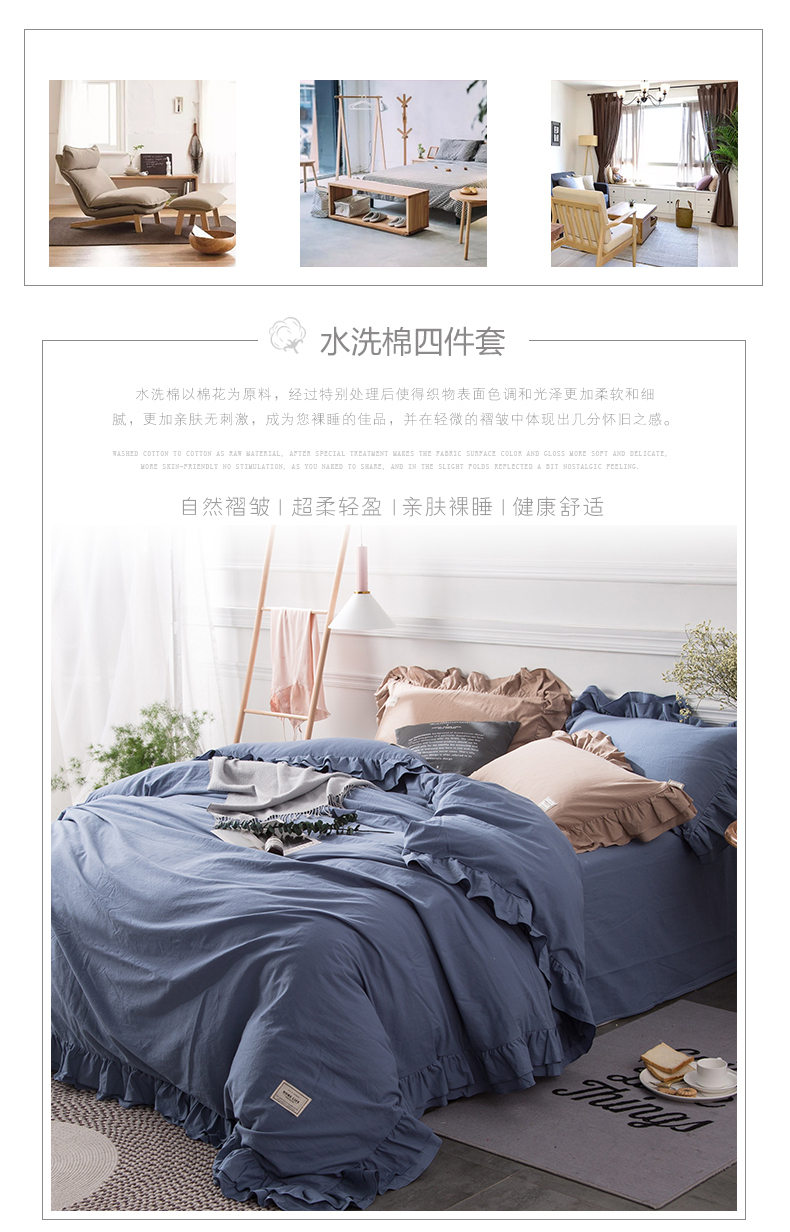 水洗棉四件套
水洗棉以棉花为原料，经过特别处理后使得织物表面色调和光泽更加柔软和细
腻，更加亲肤无刺激，成为您裸睡的佳品，并在轻微的褶皱中体现出几分怀旧之感。
WASHED COTTON TO COTTON AS RAW MATERIAL, AFTER SPECIAL TREATMENT MAKES THE FABRIC SURFACE COLOR AND GLOSS MORE SOFT AND DELICATE,
MORE SKIN-FRIENDLY NO STIMULATION, AS YOU NAKED TO SHARE, AND IN THE SLIGHT FOLDS REFLECTED A BIT NOSTALGIC FEELING.
自然褶皱 | 超柔轻盈 | 亲肤裸睡 | 健康舒适
Things